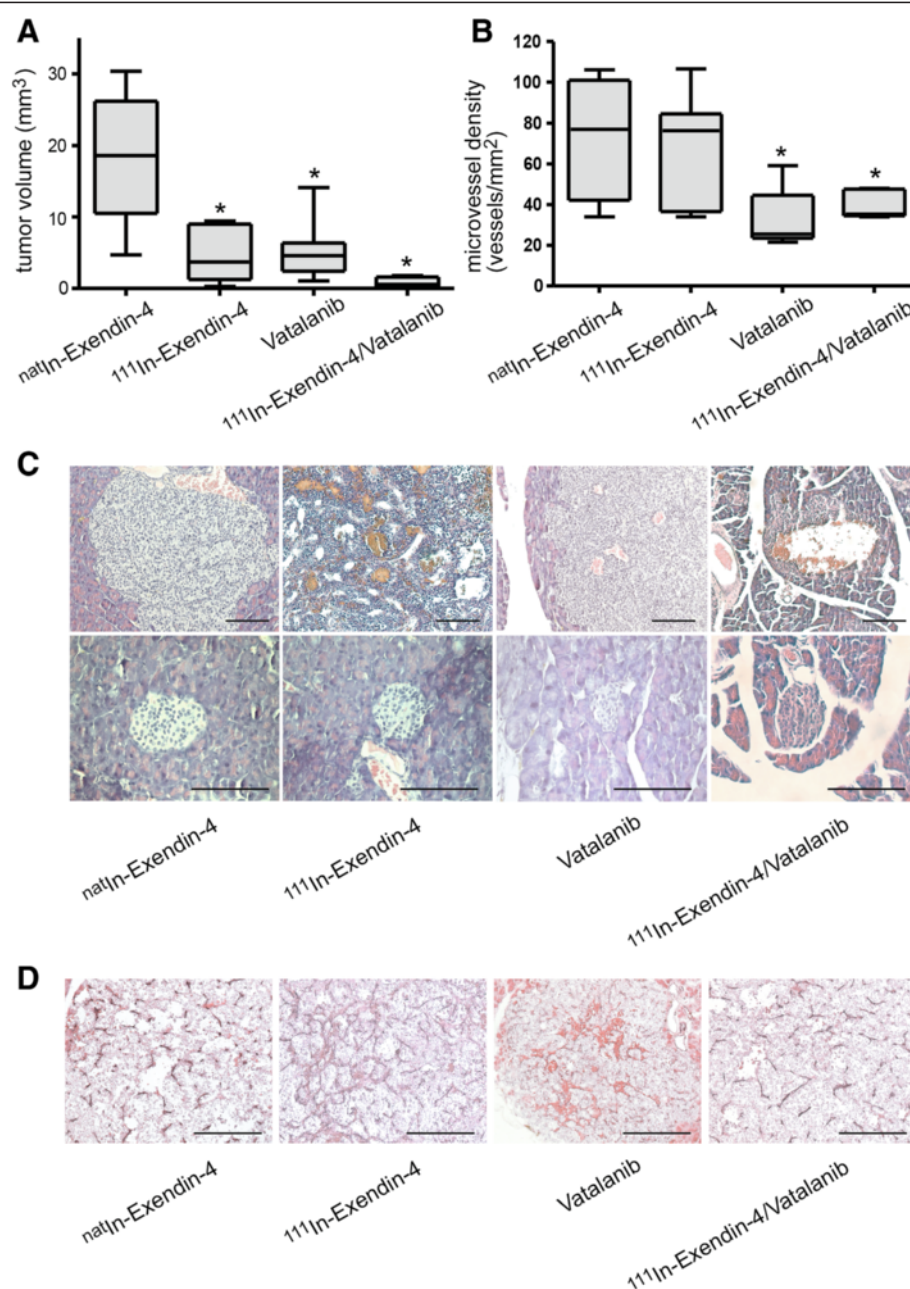 A
tumor volume (mm³)
30
20
10
0
*
*
*
ⁿᵃᵗIn-Exendin-4
¹¹¹In-Exendin-4
Vatalanib
¹¹¹In-Exendin-4/Vatalanib
B
microvessel density
(vessels/mm²)
120
100
80
60
40
20
0
*
*
ⁿᵃᵗIn-Exendin-4
¹¹¹In-Exendin-4
Vatalanib
¹¹¹In-Exendin-4/Vatalanib
C
ⁿᵃᵗIn-Exendin-4
¹¹¹In-Exendin-4
Vatalanib
¹¹¹In-Exendin-4/Vatalanib
D
ⁿᵃᵗIn-Exendin-4
¹¹¹In-Exendin-4
Vatalanib
¹¹¹In-Exendin-4/Vatalanib